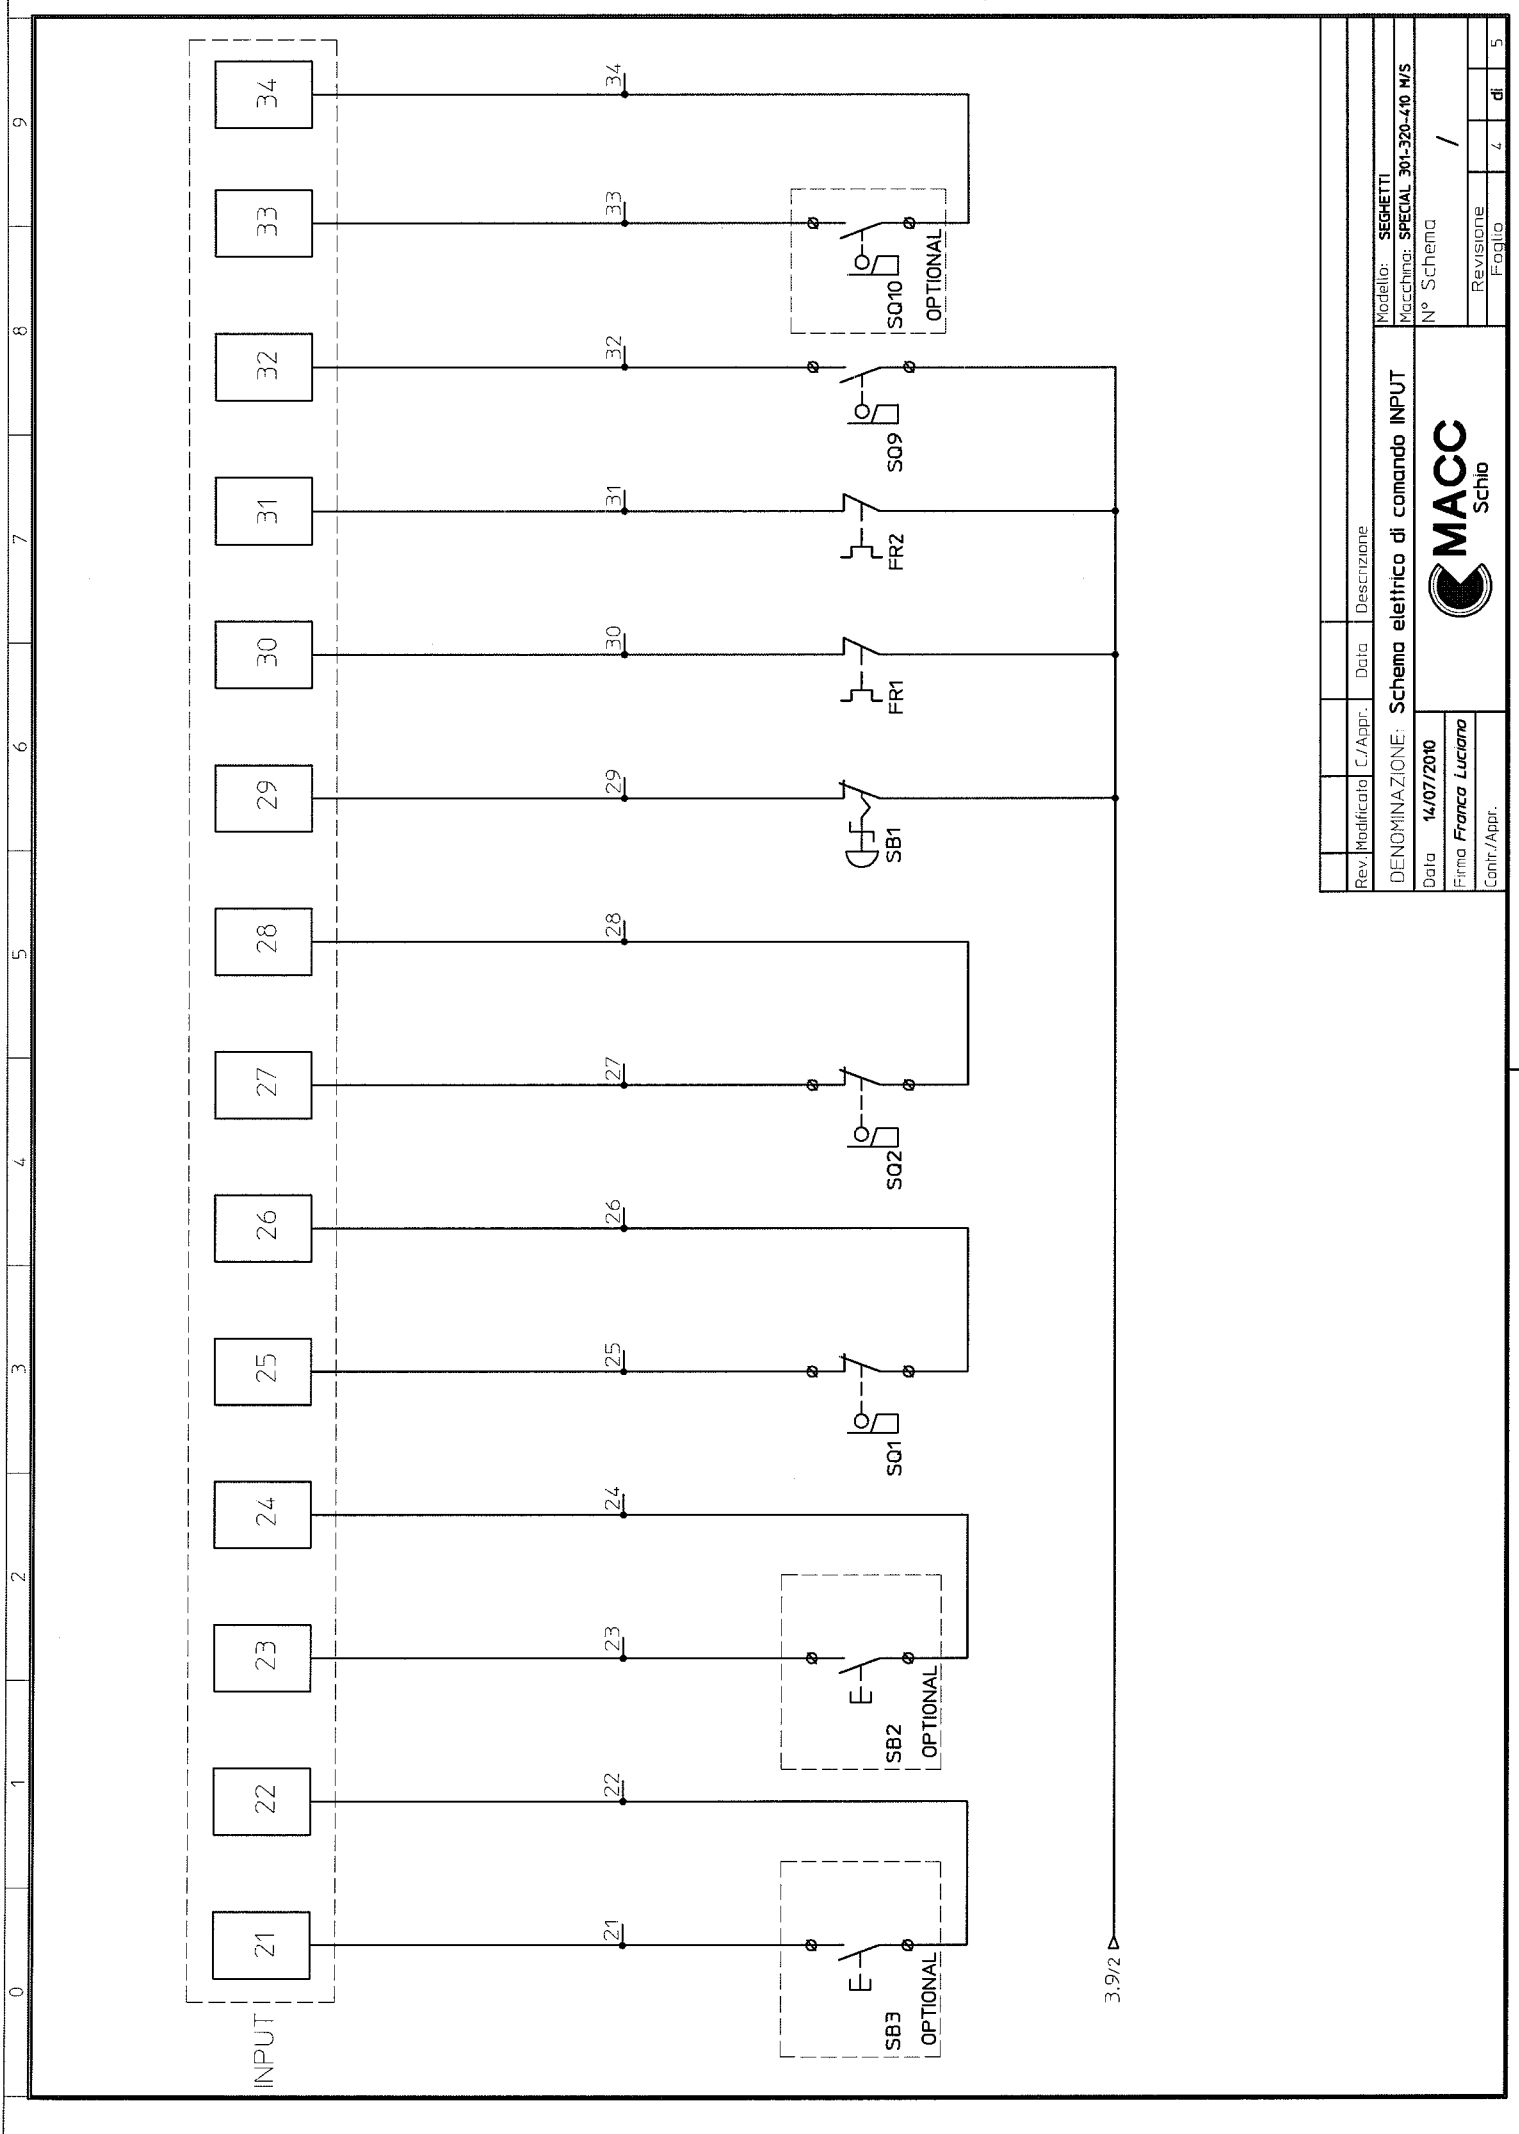 0 1 2 3 4 5 6 7 8 9
INPUT
21 22 23 24 25 26 27 28 29 30 31 32 33 34
21 22 23 24 25 26 27 28 29 30 31 32 33 34
SB3
OPTIONAL
SB2
OPTIONAL
SQ1
SQ2
SB1
FR1
FR2
SQ9
SQ10
OPTIONAL
3.9/2
Rev. Modificato C./Appr. Data Descrizione
DENOMINAZIONE: Schema elettrico di comando INPUT
Modello: SEGHETTI
Macchina: SPECIAL 301-320-410 M/S
Data 14/07/2010
Firma Franca Luciano
Contr./Appr.
MACC
Schio
N° Schema /
Revisione
Foglio 4 di 5